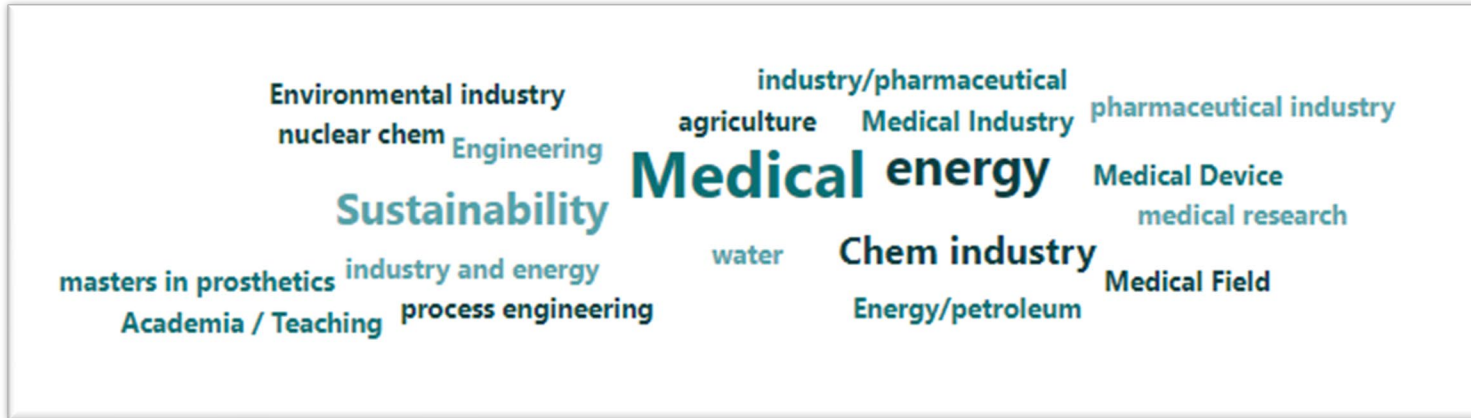 industry/pharmaceutical
Environmental industry
pharmaceutical industry
agriculture
Medical Industry
nuclear chem
Engineering
Medical
energy
Medical Device
Sustainability
medical research
water
Chem industry
industry and energy
masters in prosthetics
Medical Field
process engineering
Energy/petroleum
Academia / Teaching